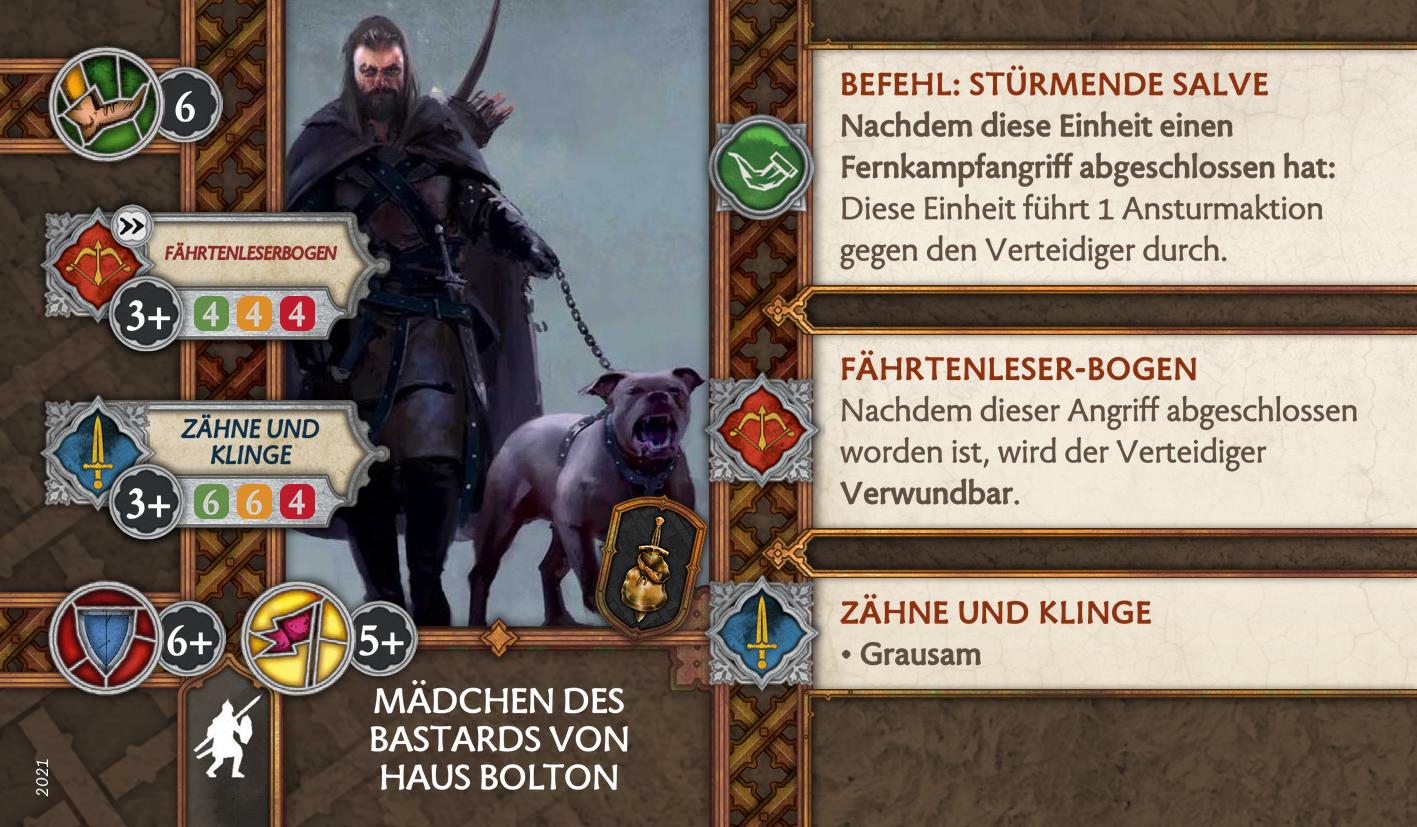 6
FÄHRTENLESERBOGEN
3+ 4 4 4
ZÄHNE UND
KLINGE
3+ 6 6 4
6+ 5+
MÄDCHEN DES
BASTARDS VON
HAUS BOLTON
2021
BEFEHL: STÜRMENDE SALVE
Nachdem diese Einheit einen
Fernkampfangriff abgeschlossen hat:
Diese Einheit führt 1 Ansturmaktion
gegen den Verteidiger durch.
FÄHRTENLESER-BOGEN
Nachdem dieser Angriff abgeschlossen
worden ist, wird der Verteidiger
Verwundbar.
ZÄHNE UND KLINGE
• Grausam